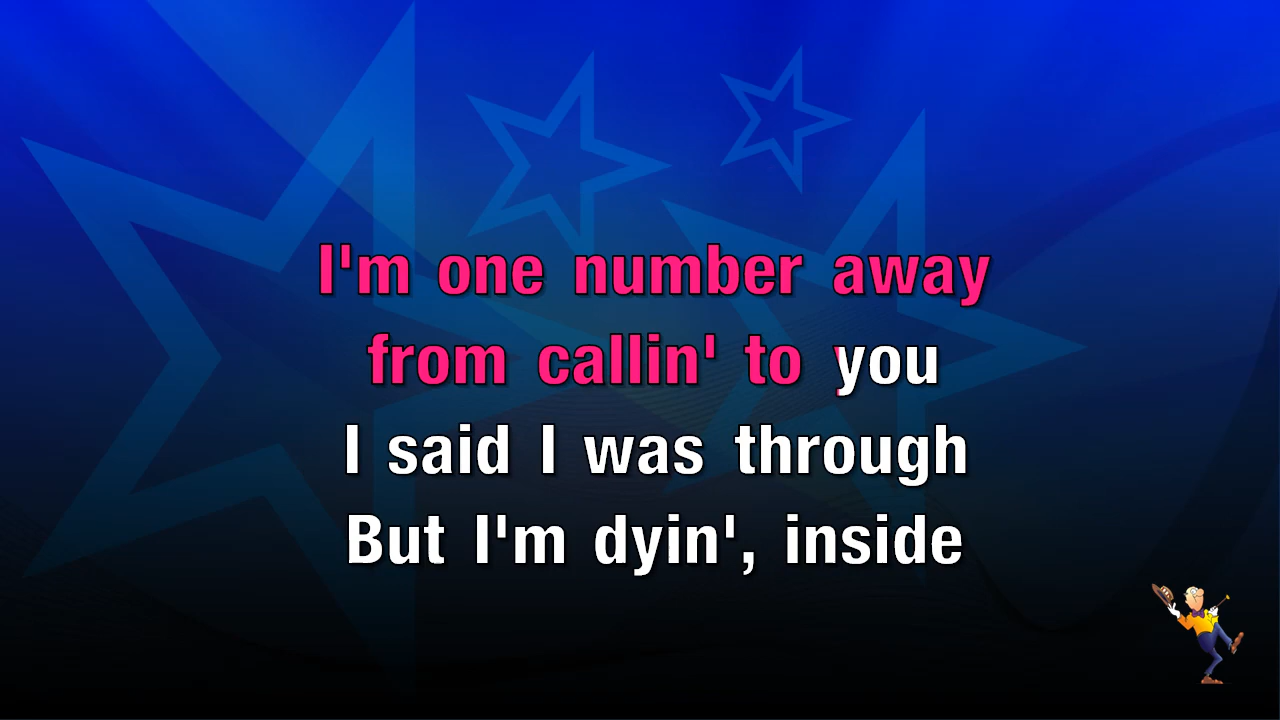 I'm one number away
from callin' to you
I said I was through
But I'm dyin', inside